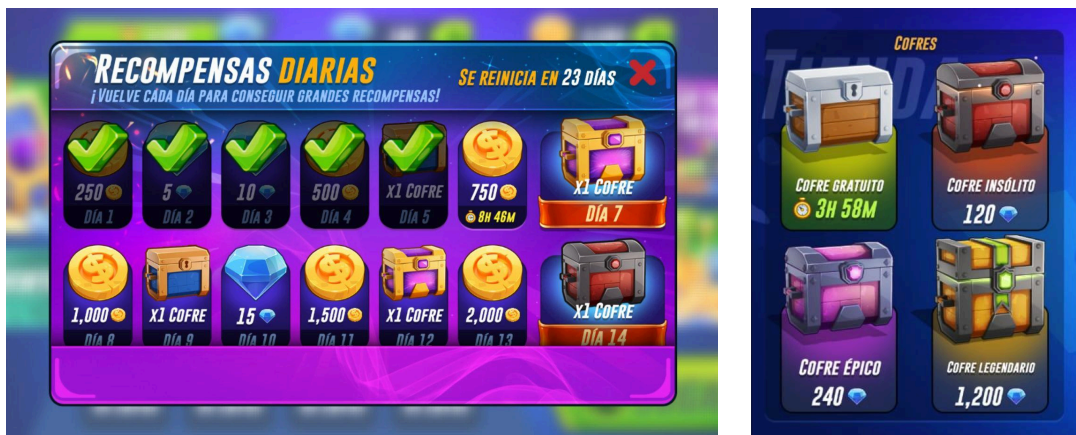 RECOMPENSAS DIARIAS
¡VUELVE CADA DÍA PARA CONSEGUIR GRANDES RECOMPENSAS!
SE REINICIA EN 23 DÍAS
250
DÍA 1
5
DÍA 2
10
DÍA 3
500
DÍA 4
X1 COFRE
DÍA 5
750
8H 46M
X1 COFRE
DÍA 7
1,000
DÍA 8
X1 COFRE
DÍA 9
15
DÍA 10
1,500
DÍA 11
X1 COFRE
DÍA 12
2,000
DÍA 13
X1 COFRE
DÍA 14
TIENDA
COFRES
COFRE GRATUITO
3H 58M
COFRE INSÓLITO
120
COFRE ÉPICO
240
COFRE LEGENDARIO
1,200